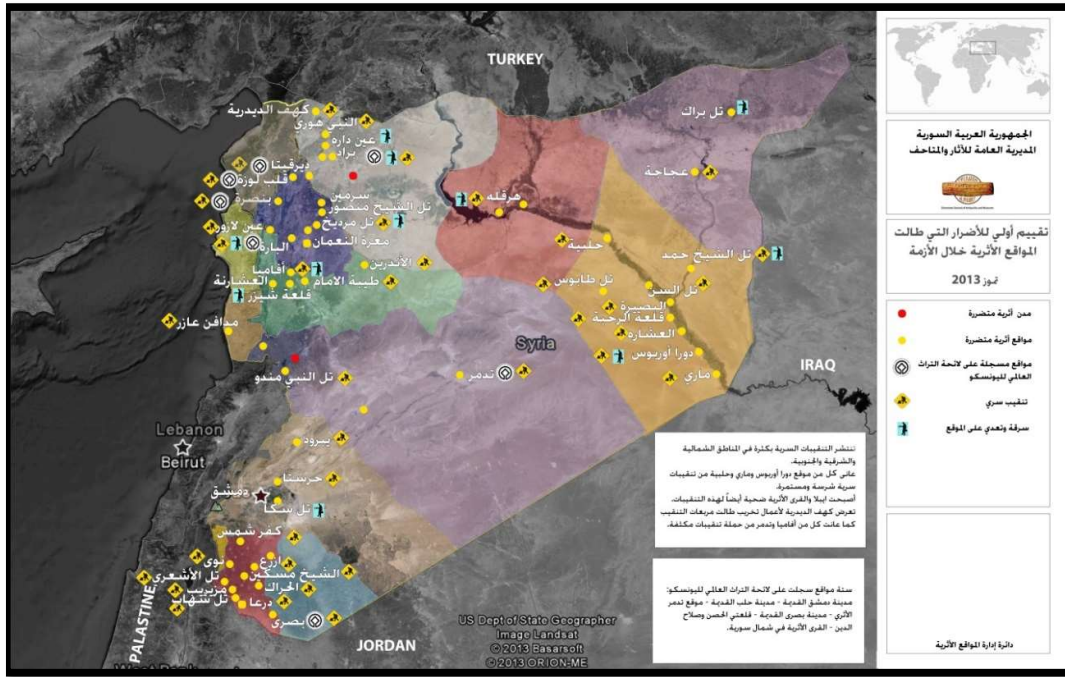 TURKEY
كهف الديدرية
النبي هوري
عين دارة
براد
ديرقيتا
قلب لوزة
بنصرة
سرمين
تل الشيخ منصور
تل مرديخ
عين لاروز
البارة
معرة النعمان
الأندرين
أفاميا
طيبة الامام
العشارنة
قلعة شيزر
مدافن عازر
تل النبي مندو
تل براك
عجاجة
هرقله
حلبية
تل الشيخ حمد
تل طابوس
تل السن
البصيرة
قلعة الرحبة
العشاره
دورا أوربوس
ماري
Syria
تدمر
IRAQ
يبرود
Lebanon
Beirut
حرستا
دمشق
تل سكا
كفر شمس
نوى
ازرع
تل الأشعري
الشيخ مسكين
مزيريب
الحراك
تل شهاب
درعا
بصرى
PALASTINE
JORDAN
US Dept of State Geographer
Image Landsat
© 2013 Basarsoft
© 2013 ORION-ME
تنتشر التنقيبات السرية بكثرة في المناطق الشمالية
والشرقية والجنوبية.
عانى كل من موقع دورا أوربوس وماري وحلبية من تنقيبات
سرية شرسة ومستمرة.
أصبحت ايبلا والقرى الأثرية ضحية أيضاً لهذه التنقيبات.
تعرض كهف الديدرية لأعمال تخريب طالت مربعات التنقيب
كما عانت كل من أفاميا وتدمر من حملة تنقيبات مكثفة.
ستة مواقع سجلت على لائحة التراث العالمي لليونسكو:
مدينة دمشق القديمة - مدينة حلب القديمة - موقع تدمر
الأثري - مدينة بصرى القديمة - قلعتي الحصن وصلاح
الدين - القرى الأثرية في شمال سورية.
الجمهورية العربية السورية
المديرية العامة للآثار والمتاحف
تقييم أولي للأضرار التي طالت
المواقع الأثرية خلال الأزمة
تموز 2013
مدن أثرية متضررة
مواقع أثرية متضررة
مواقع مسجلة على لائحة التراث
العالمي لليونسكو
تنقيب سري
سرقة وتعدي على الموقع
دائرة إدارة المواقع الأثرية